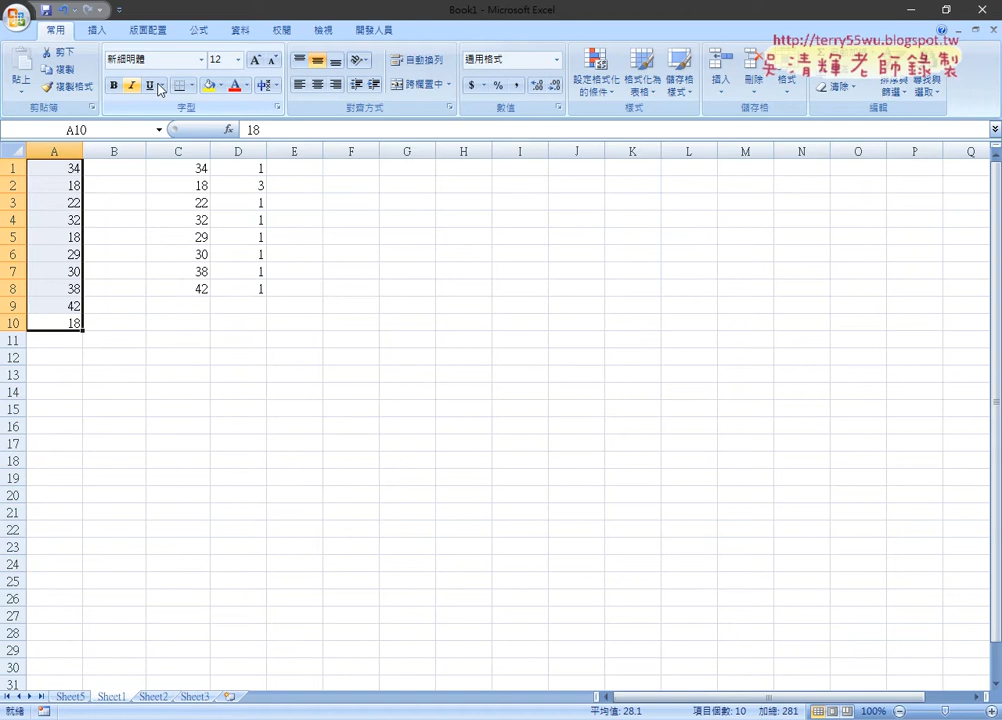 Book1 - Microsoft Excel
http://terry55wu.blogspot.tw
吳清輝老師錄製
常用 插入 版面配置 公式 資料 校閱 檢視 開發人員
貼上 剪下 複製 複製格式
新細明體 12
B I U
自動換列
跨欄置中
通用格式
$ % ,
設定格式化的條件 格式化為表格 儲存格樣式
插入 刪除 格式
清除
排序與篩選 尋找與選取
剪貼簿 字型 對齊方式 數值 樣式 儲存格 編輯
A10 fx 18
A B C D E F G H I J K L M N O P Q
1 34 34 1
2 18 18 3
3 22 22 1
4 32 32 1
5 18 29 1
6 29 30 1
7 30 38 1
8 38 42 1
9 42
10 18
11
12
13
14
15
16
17
18
19
20
21
22
23
24
25
26
27
28
29
30
31
Sheet5 Sheet1 Sheet2 Sheet3
平均值: 28.1 項目個數: 10 加總: 281 100%